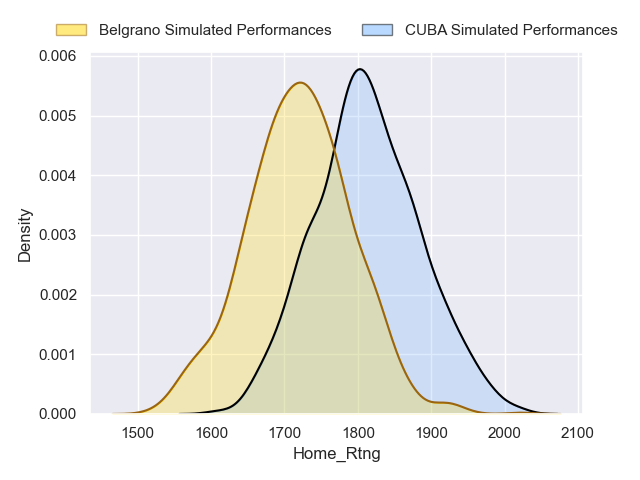 Belgrano Simulated Performances CUBA Simulated Performances
0.006
0.005
0.004
0.003
0.002
0.001
0.000
Density
1500 1600 1700 1800 1900 2000 2100
Home_Rtng